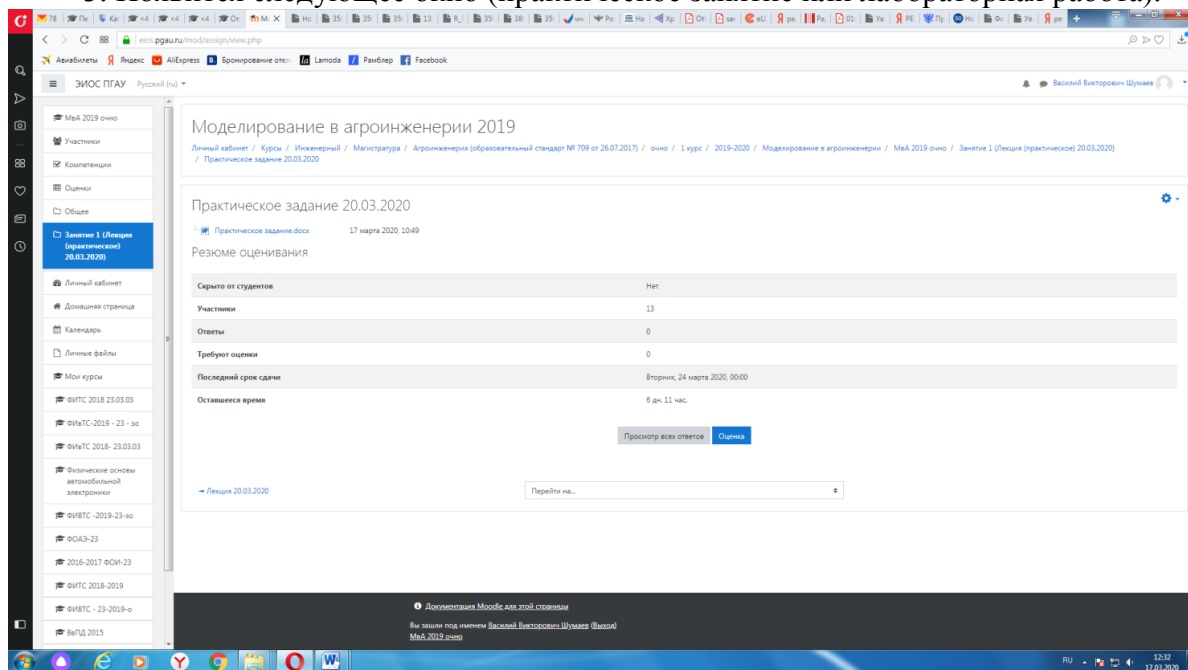 3. Появится следующее окно (практическое занятие или лабораторная работа).
eios.pgau.ru/mod/assign/view.php
Авиабилеты Яндекс AliExpress Бронирование отел Lamoda Рамблер Facebook
ЭИОС ПГАУ Русский (ru)
Василий Викторович Шумаев
МвА 2019 очно
Участники
Компетенции
Оценки
Общее
Занятие 1 (Лекция
(практическое)
20.03.2020)
Личный кабинет
Домашняя страница
Календарь
Личные файлы
Мои курсы
ФИТС 2018 23.03.03
ФИвТС-2019 - 23 - зо
ФИвТС 2018- 23.03.03
Физические основы
автомобильной
электроники
ФИВТС -2019-23-зо
ФОАЭ-23
2016-2017 ФОИ-23
ФИТС 2018-2019
ФИВТС - 23-2019-о
ВвПД 2015
Моделирование в агроинженерии 2019
Личный кабинет / Курсы / Инженерный / Магистратура / Агроинженерия (образовательный стандарт № 709 от 26.07.2017) / очно / 1 курс / 2019-2020 / Моделирование в агроинженерии / МвА 2019 очно / Занятие 1 (Лекция (практическое) 20.03.2020)
/ Практическое задание 20.03.2020
Практическое задание 20.03.2020
Практическое задание.docx 17 марта 2020, 10:49
Резюме оценивания
Скрыто от студентов Нет
Участники 13
Ответы 0
Требуют оценки 0
Последний срок сдачи Вторник, 24 марта 2020, 00:00
Оставшееся время 6 дн. 11 час.
Просмотр всех ответов Оценка
→ Лекция 20.03.2020 Перейти на...
Документация Moodle для этой страницы
Вы зашли под именем Василий Викторович Шумаев (Выход)
МвА 2019 очно
RU 12:32
17.03.2020